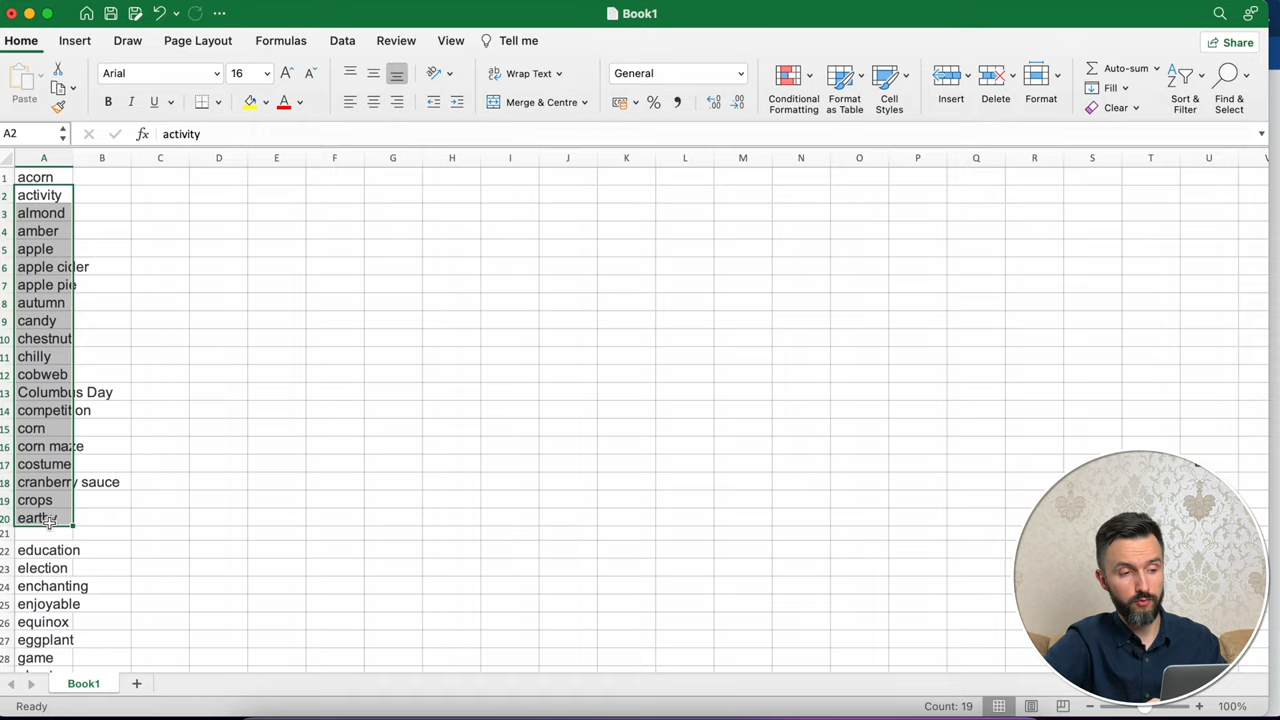 Book1
Home Insert Draw Page Layout Formulas Data Review View Tell me Share
Paste Arial 16 Wrap Text General Conditional Formatting Format as Table Cell Styles Insert Delete Format Auto-sum Sort & Filter Find & Select
B I U A Merge & Centre % Fill Clear
A2 fx activity
A B C D E F G H I J K L M N O P Q R S T U V
1 acorn
2 activity
3 almond
4 amber
5 apple
6 apple cider
7 apple pie
8 autumn
9 candy
10 chestnut
11 chilly
12 cobweb
13 Columbus Day
14 competition
15 corn
16 corn maze
17 costume
18 cranberry sauce
19 crops
20 earthy
21
22 education
23 election
24 enchanting
25 enjoyable
26 equinox
27 eggplant
28 game
Book1
Ready Count: 19 100%